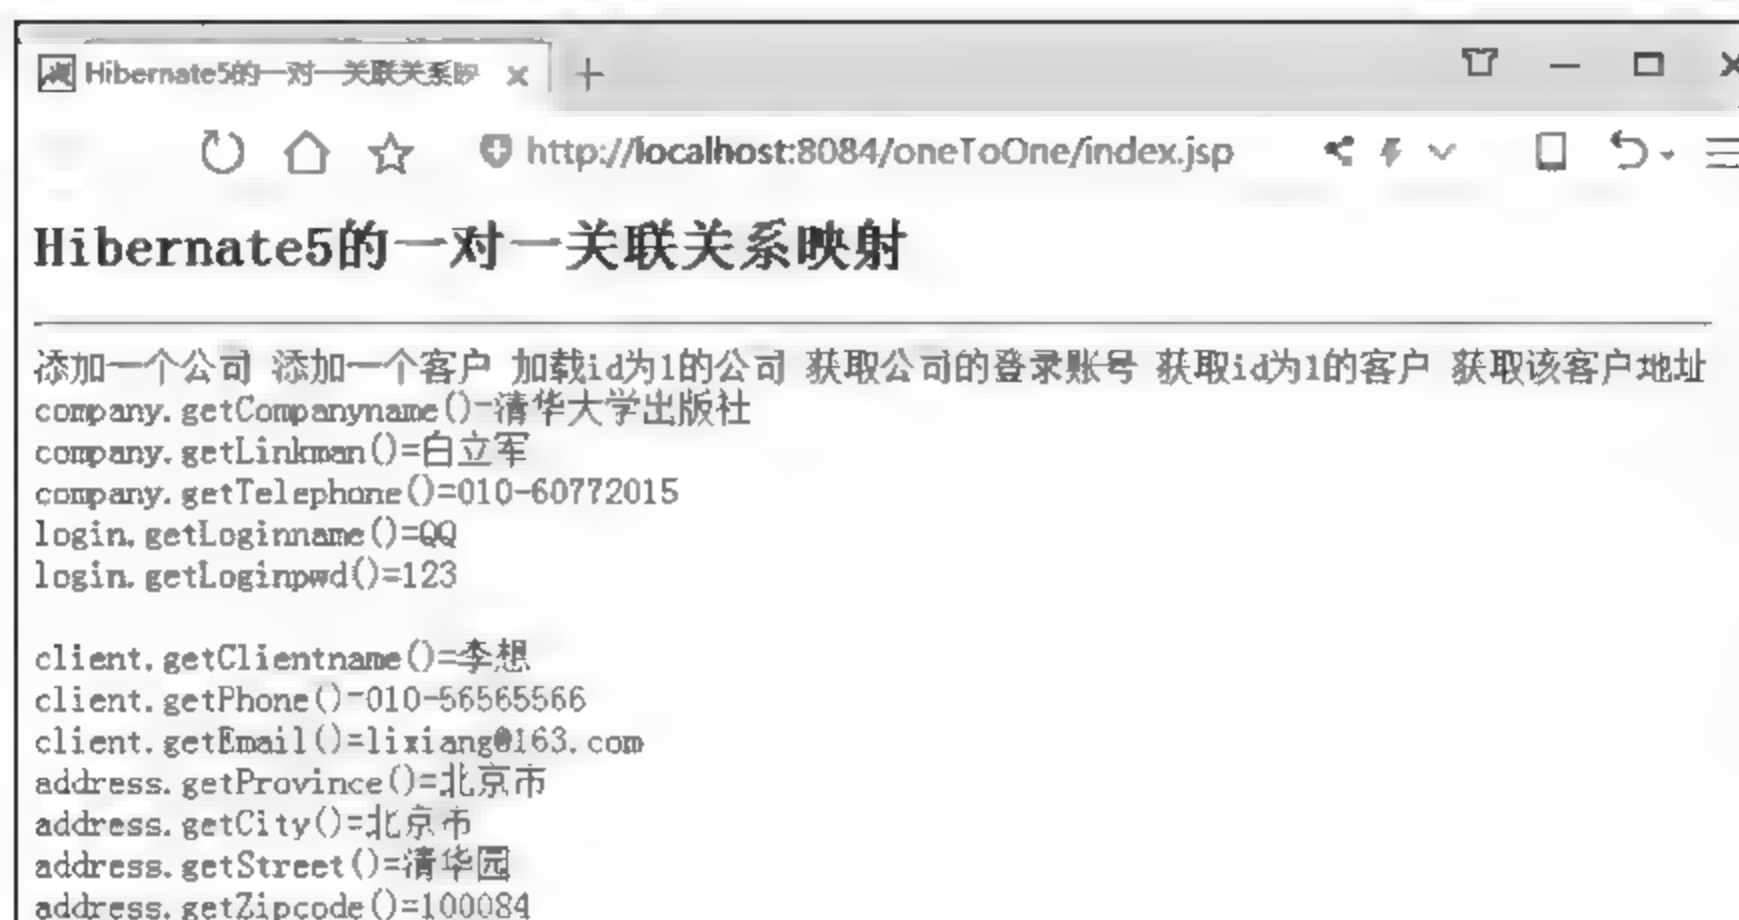 Hibernate5的一对一关联关系映
http://localhost:8084/oneToOne/index.jsp
Hibernate5的一对一关联关系映射
添加一个公司 添加一个客户 加载id为1的公司 获取公司的登录账号 获取id为1的客户 获取该客户地址
company.getCompanyname()=清华大学出版社
company.getLinkman()=白立军
company.getTelephone()=010-60772015
login.getLoginname()=QQ
login.getLoginpwd()=123
client.getClientname()=李想
client.getPhone()=010-56565566
client.getEmail()=lixiang@163.com
address.getProvince()=北京市
address.getCity()=北京市
address.getStreet()=清华园
address.getZipcode()=100084